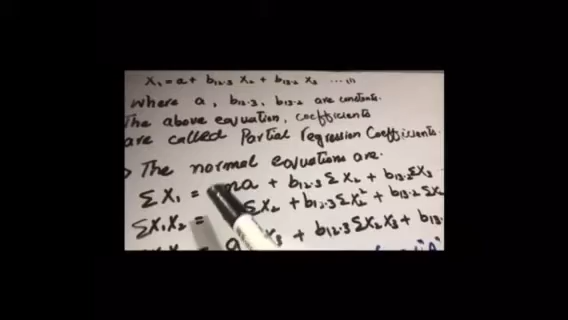 X₁ = a + b₁₂.₃ X₂ + b₁₃.₂ X₃ ....(1)
where a, b₁₂.₃, b₁₃.₂ are constants.
The above equation, coefficients
are called Partial regression Coefficients.
The normal equations are.
ΣX₁ = na + b₁₂.₃ ΣX₂ + b₁₃.₂ ΣX₃
ΣX₁X₂ = ΣX₂ + b₁₂.₃ ΣX₂² + b₁₃.₂ ΣX₂
= a X₃ + b₁₂.₃ ΣX₂X₃ + b₁₃.